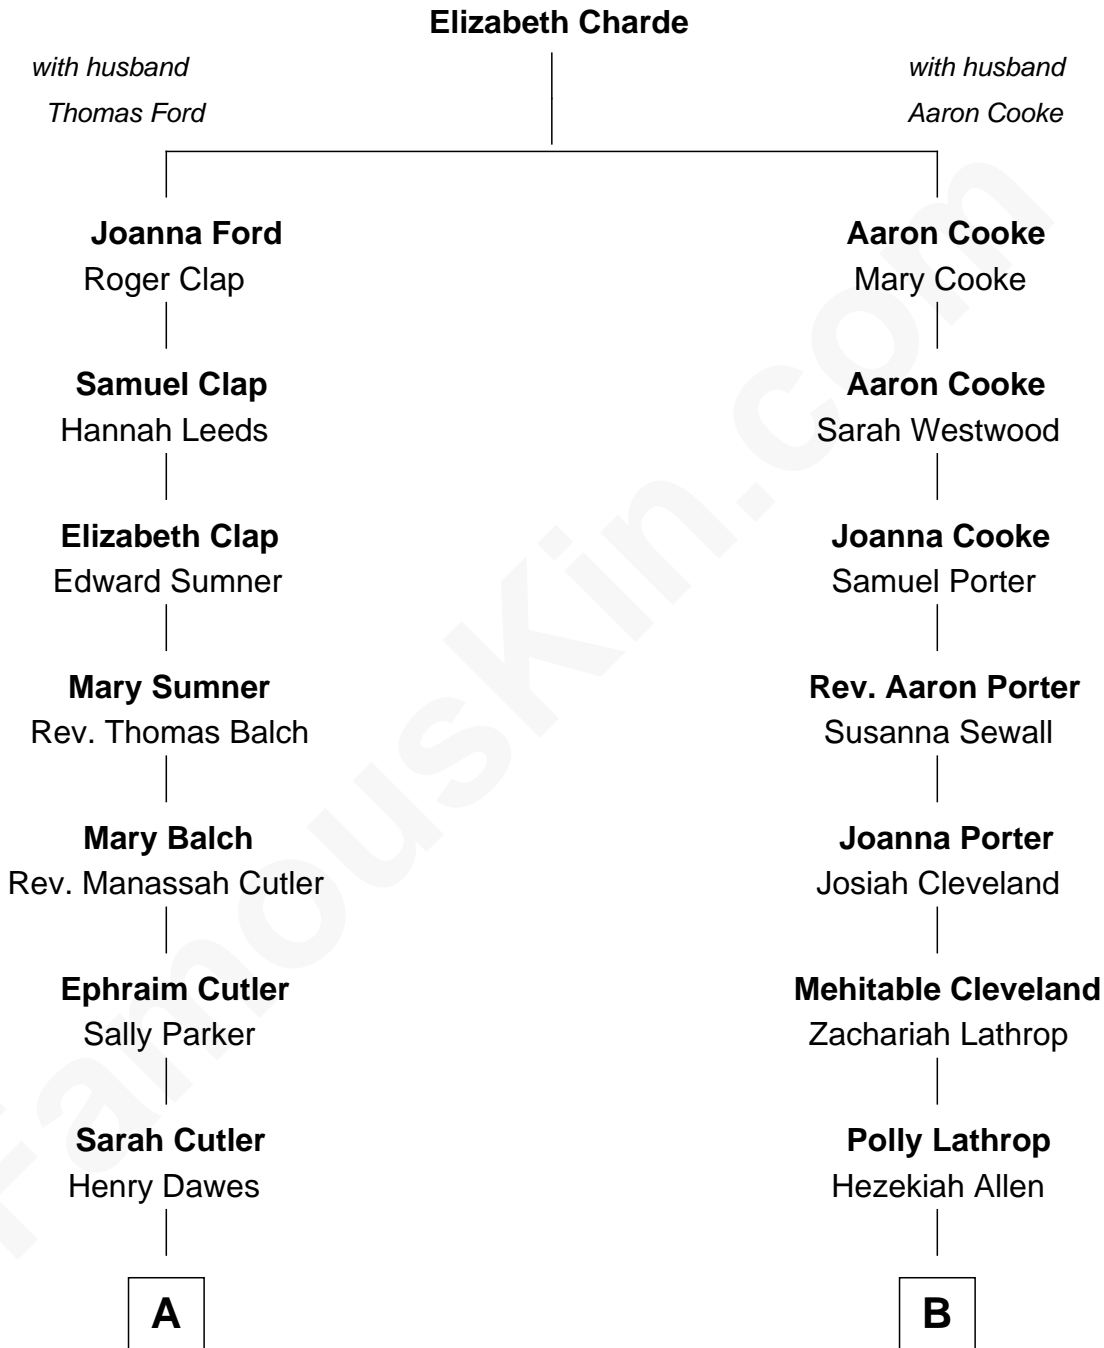 Elizabeth Charde
with husband
Thomas Ford
with husband
Aaron Cooke
Joanna Ford
Roger Clap
Aaron Cooke
Mary Cooke
Samuel Clap
Hannah Leeds
Aaron Cooke
Sarah Westwood
Elizabeth Clap
Edward Sumner
Joanna Cooke
Samuel Porter
Mary Sumner
Rev. Thomas Balch
Rev. Aaron Porter
Susanna Sewall
Mary Balch
Rev. Manassah Cutler
Joanna Porter
Josiah Cleveland
Ephraim Cutler
Sally Parker
Mehitable Cleveland
Zachariah Lathrop
Sarah Cutler
Henry Dawes
Polly Lathrop
Hezekiah Allen
A
B
FamousKin.com